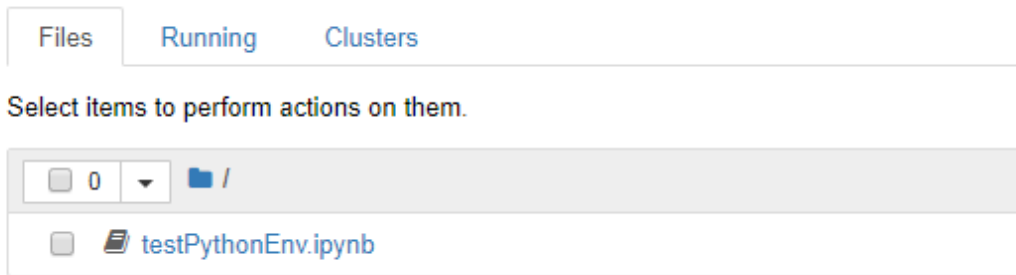 Files Running Clusters
Select items to perform actions on them.
0 /
testPythonEnv.ipynb